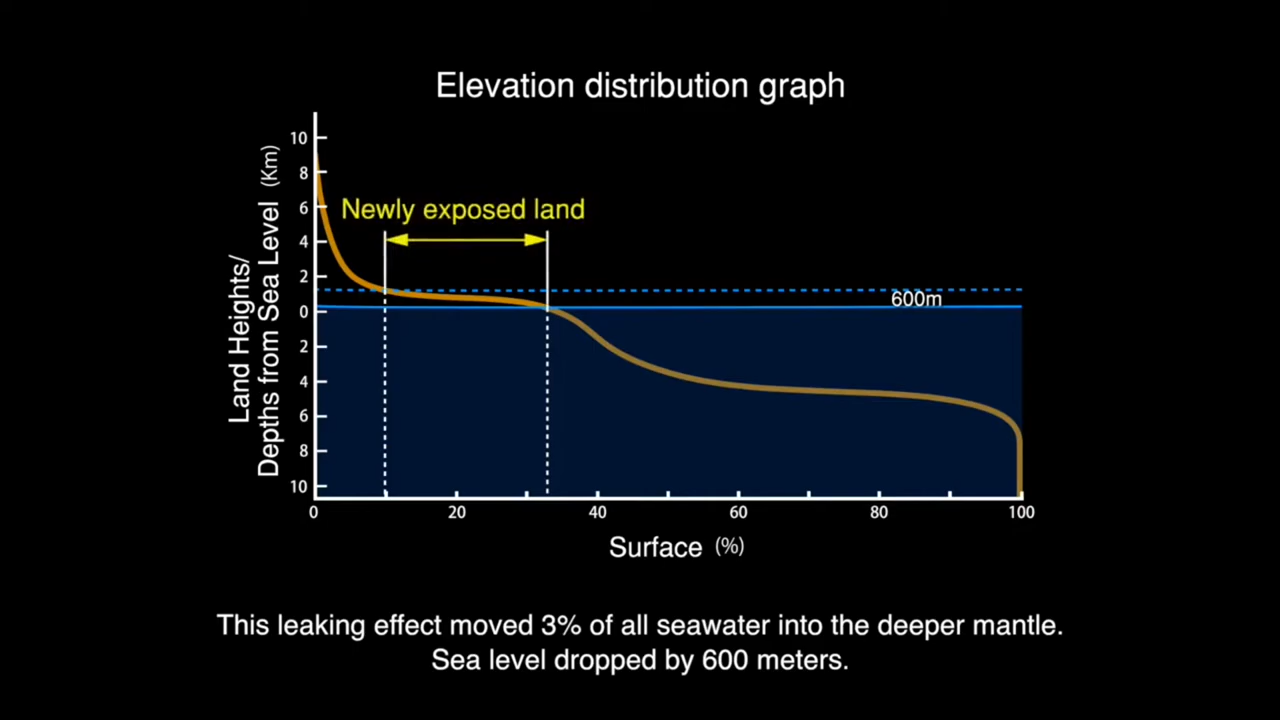 Elevation distribution graph
Land Heights/
Depths from Sea Level (Km)
10
8
6
4
2
0
2
4
6
8
10
Newly exposed land
600m
0 20 40 60 80 100
Surface (%)
This leaking effect moved 3% of all seawater into the deeper mantle.
Sea level dropped by 600 meters.